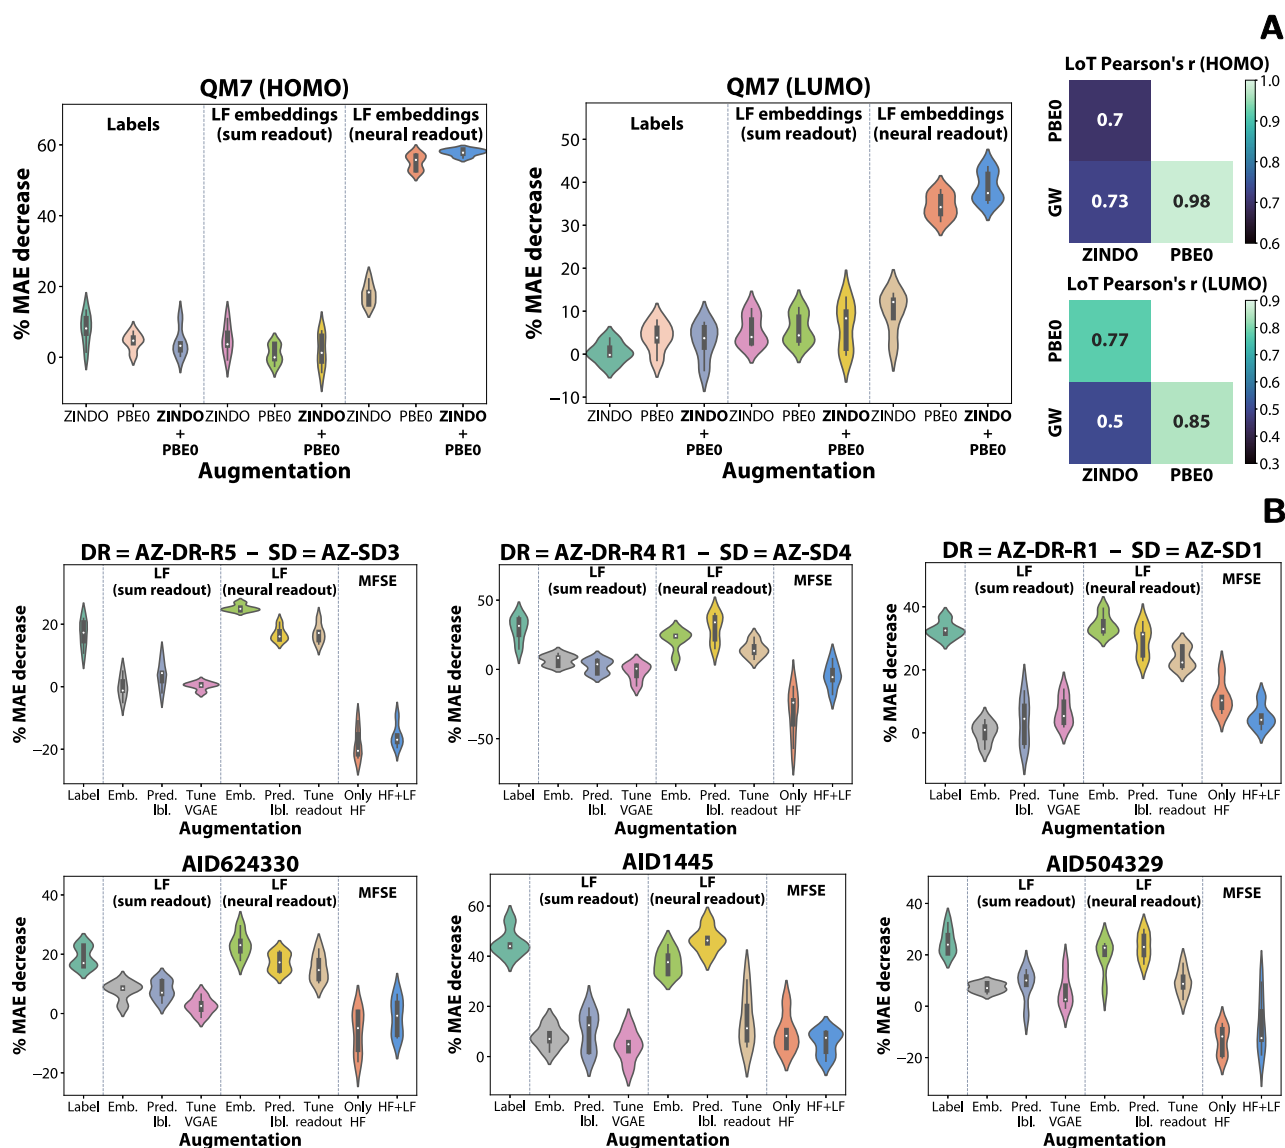 A
QM7 (HOMO)
Labels
LF embeddings
(sum readout)
LF embeddings
(neural readout)
% MAE decrease
60
40
20
0
ZINDO
PBE0
ZINDO
+
PBE0
ZINDO
PBE0
ZINDO
+
PBE0
ZINDO
PBE0
ZINDO
+
PBE0
Augmentation
QM7 (LUMO)
Labels
LF embeddings
(sum readout)
LF embeddings
(neural readout)
% MAE decrease
50
40
30
20
10
0
−10
ZINDO
PBE0
ZINDO
+
PBE0
ZINDO
PBE0
ZINDO
+
PBE0
ZINDO
PBE0
ZINDO
+
PBE0
Augmentation
LoT Pearson's r (HOMO)
PBE0
GW
0.7
0.73
0.98
ZINDO
PBE0
1.0
0.9
0.8
0.7
0.6
LoT Pearson's r (LUMO)
PBE0
GW
0.77
0.5
0.85
ZINDO
PBE0
0.9
0.8
0.7
0.6
0.5
0.4
0.3
B
DR = AZ-DR-R5 − SD = AZ-SD3
LF
(sum readout)
LF
(neural readout)
MFSE
% MAE decrease
20
0
−20
Label
Emb.
Pred.
lbl.
Tune
VGAE
Emb.
Pred.
lbl.
Tune
readout
Only
HF
HF+LF
Augmentation
DR = AZ-DR-R4 R1 − SD = AZ-SD4
LF
(sum readout)
LF
(neural readout)
MFSE
% MAE decrease
50
0
−50
Label
Emb.
Pred.
lbl.
Tune
VGAE
Emb.
Pred.
lbl.
Tune
readout
Only
HF
HF+LF
Augmentation
DR = AZ-DR-R1 − SD = AZ-SD1
LF
(sum readout)
LF
(neural readout)
MFSE
% MAE decrease
40
20
0
Label
Emb.
Pred.
lbl.
Tune
VGAE
Emb.
Pred.
lbl.
Tune
readout
Only
HF
HF+LF
Augmentation
AID624330
LF
(sum readout)
LF
(neural readout)
MFSE
% MAE decrease
40
20
0
−20
Label
Emb.
Pred.
lbl.
Tune
VGAE
Emb.
Pred.
lbl.
Tune
readout
Only
HF
HF+LF
Augmentation
AID1445
LF
(sum readout)
LF
(neural readout)
MFSE
% MAE decrease
60
40
20
0
Label
Emb.
Pred.
lbl.
Tune
VGAE
Emb.
Pred.
lbl.
Tune
readout
Only
HF
HF+LF
Augmentation
AID504329
LF
(sum readout)
LF
(neural readout)
MFSE
% MAE decrease
40
20
0
−20
Label
Emb.
Pred.
lbl.
Tune
VGAE
Emb.
Pred.
lbl.
Tune
readout
Only
HF
HF+LF
Augmentation